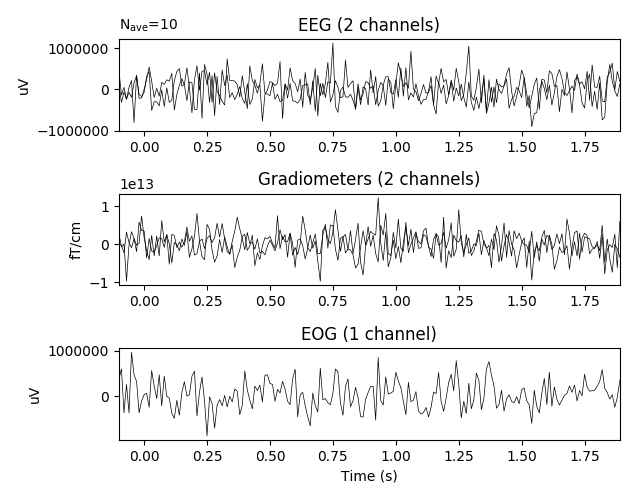 EEG (2 channels)
N_ave=10
1000000
0
−1000000
uV
0.00 0.25 0.50 0.75 1.00 1.25 1.50 1.75
Gradiometers (2 channels)
1e13
1
0
−1
fT/cm
0.00 0.25 0.50 0.75 1.00 1.25 1.50 1.75
EOG (1 channel)
1000000
0
uV
0.00 0.25 0.50 0.75 1.00 1.25 1.50 1.75
Time (s)